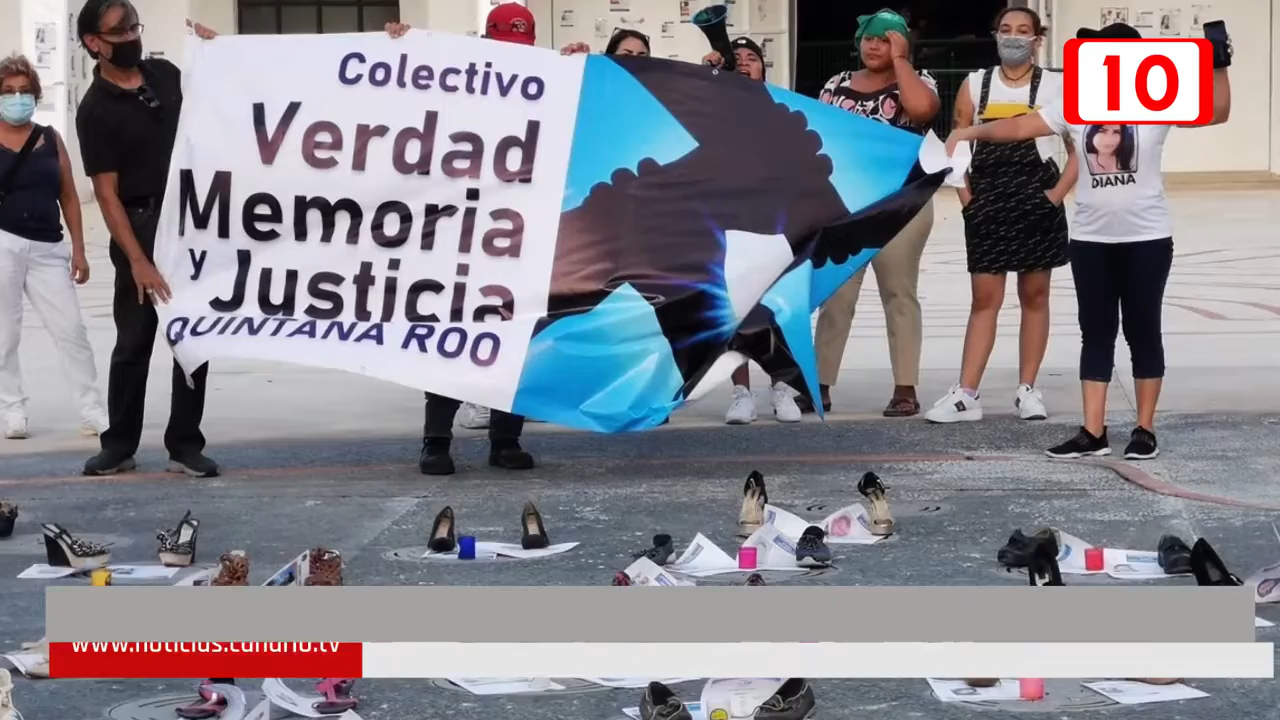 Colectivo
Verdad
Memoria
y Justicia
QUINTANA ROO
10
DIANA